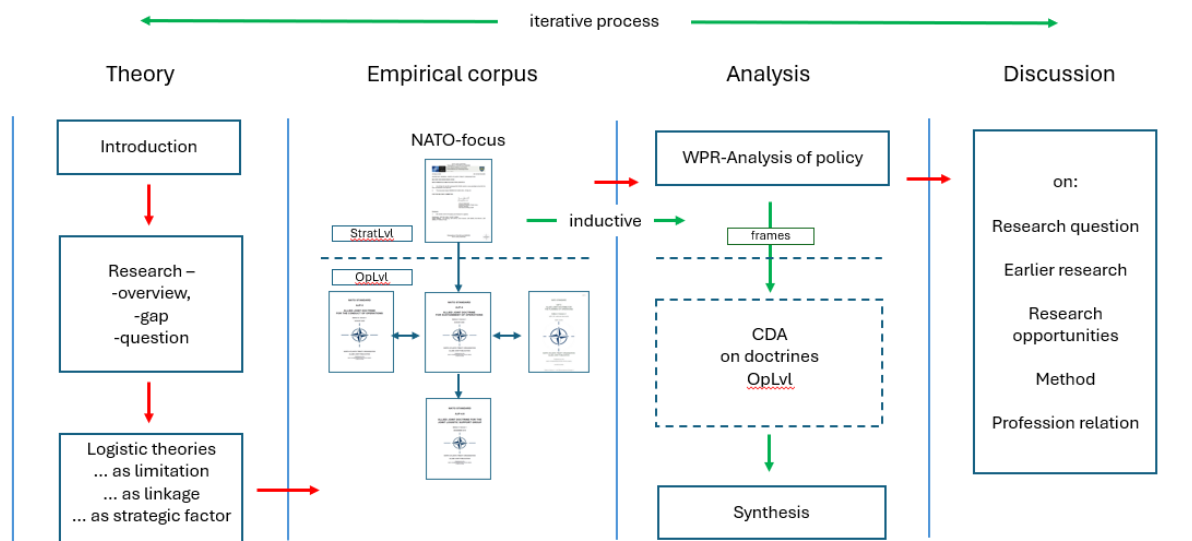 iterative process
Theory
Empirical corpus
Analysis
Discussion
Introduction
Research –
-overview,
-gap
-question
Logistic theories
... as limitation
... as linkage
... as strategic factor
NATO-focus
StratLvl
OpLvl
inductive
WPR-Analysis of policy
frames
CDA
on doctrines
OpLvl
Synthesis
on:
Research question
Earlier research
Research
opportunities
Method
Profession relation